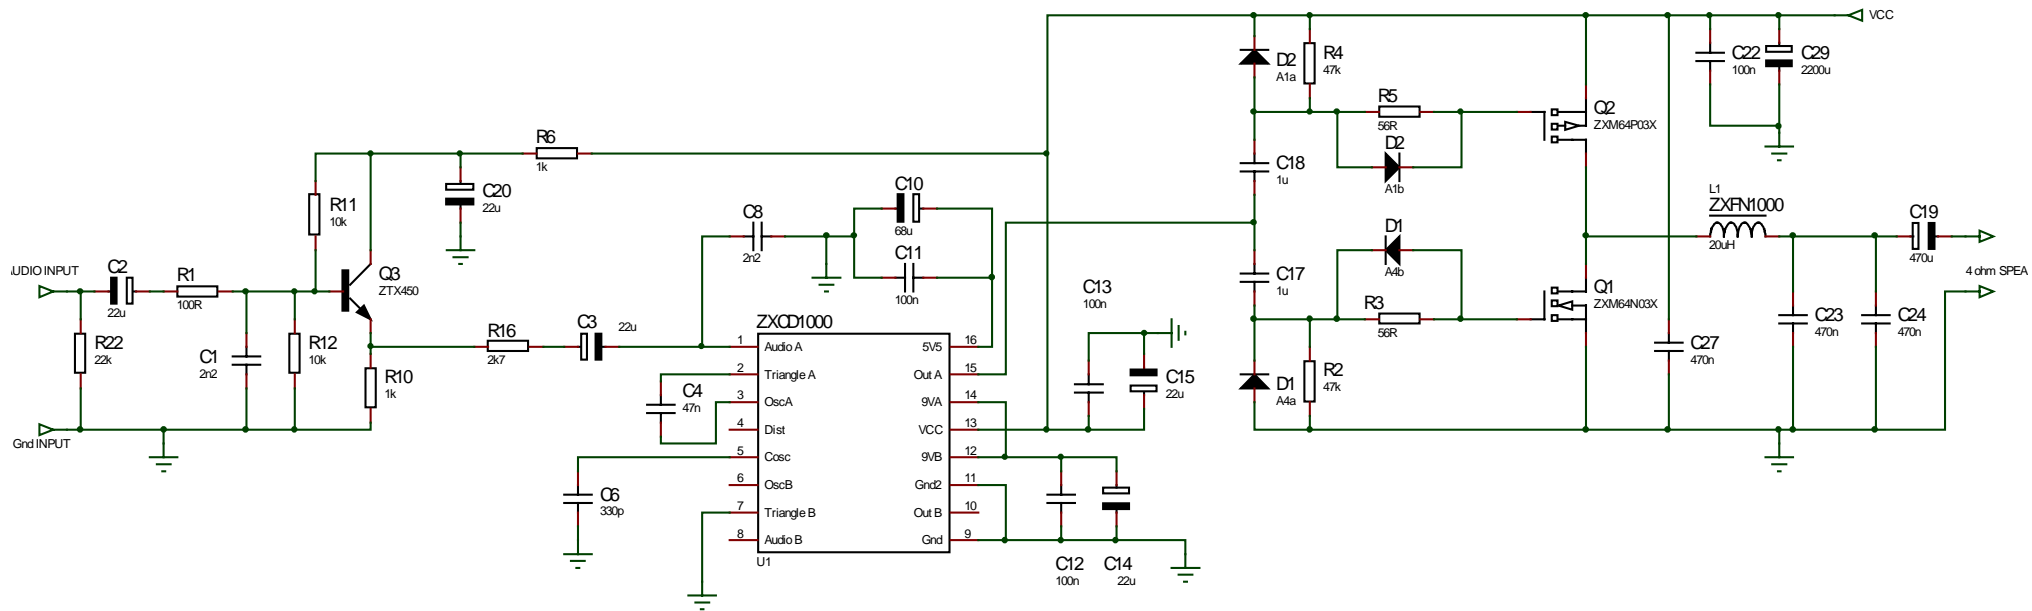 VCC
D2
A1a
R4
47k
C22
100n
C29
2200u
R5
56R
Q2
ZXM64P03X
D2
A1b
C18
1u
R6
1k
R11
10k
C20
22u
C8
2n2
C10
68u
C11
100n
L1
ZXFN1000
20uH
C19
470u
4 ohm SPEA
UDIO INPUT
C2
22u
R1
100R
Q3
ZTX450
C13
100n
D1
A4b
C17
1u
R3
56R
Q1
ZXM64N03X
R22
22k
C1
2n2
R12
10k
R10
1k
R16
2k7
C3
22u
ZXCD1000
1 Audio A 5V5 16
2 Triangle A Out A 15
3 OscA 9VA 14
4 Dist VCC 13
5 Cosc 9VB 12
6 OscB Gnd2 11
7 Triangle B Out B 10
8 Audio B Gnd 9
U1
C4
47n
C6
330p
C15
22u
D1
A4a
R2
47k
C27
470n
C23
470n
C24
470n
Gnd INPUT
C12
100n
C14
22u